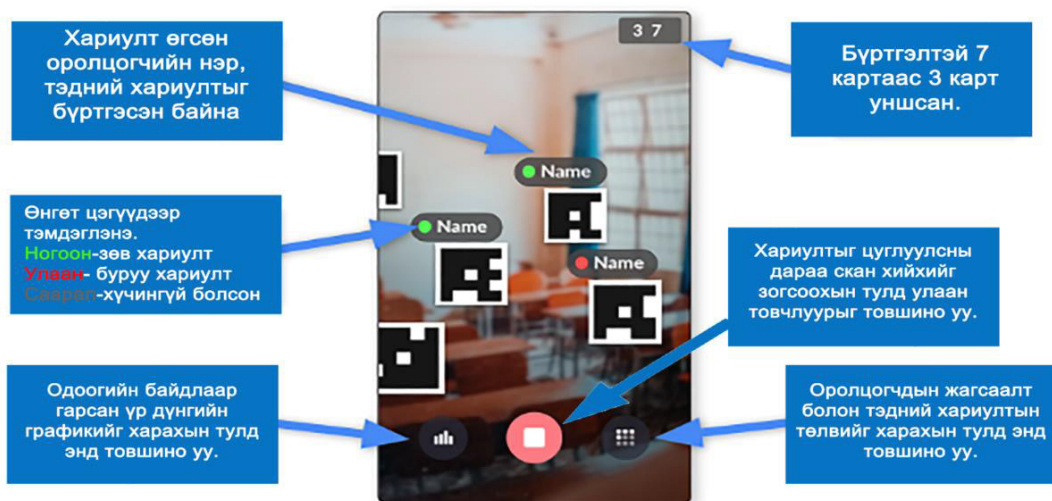 Хариулт өгсөн
оролцогчийн нэр,
тэдний хариултыг
бүртгэсэн байна
3 7
Бүртгэлтэй 7
картаас 3 карт
уншсан.
Name
Өнгөт цэгүүдээр
тэмдэглэнэ.
Ногоон-зөв хариулт
Улаан- буруу хариулт
Саарал-хүчингүй болсон
Name
Name
Хариултыг цуглуулсны
дараа скан хийхийг
зогсоохын тулд улаан
товчлуурыг товшино уу.
Одоогийн байдлаар
гарсан үр дүнгийн
графикийг харахын тулд
энд товшино уу.
Оролцогчдын жагсаалт
болон тэдний хариултын
төлвийг харахын тулд энд
товшино уу.